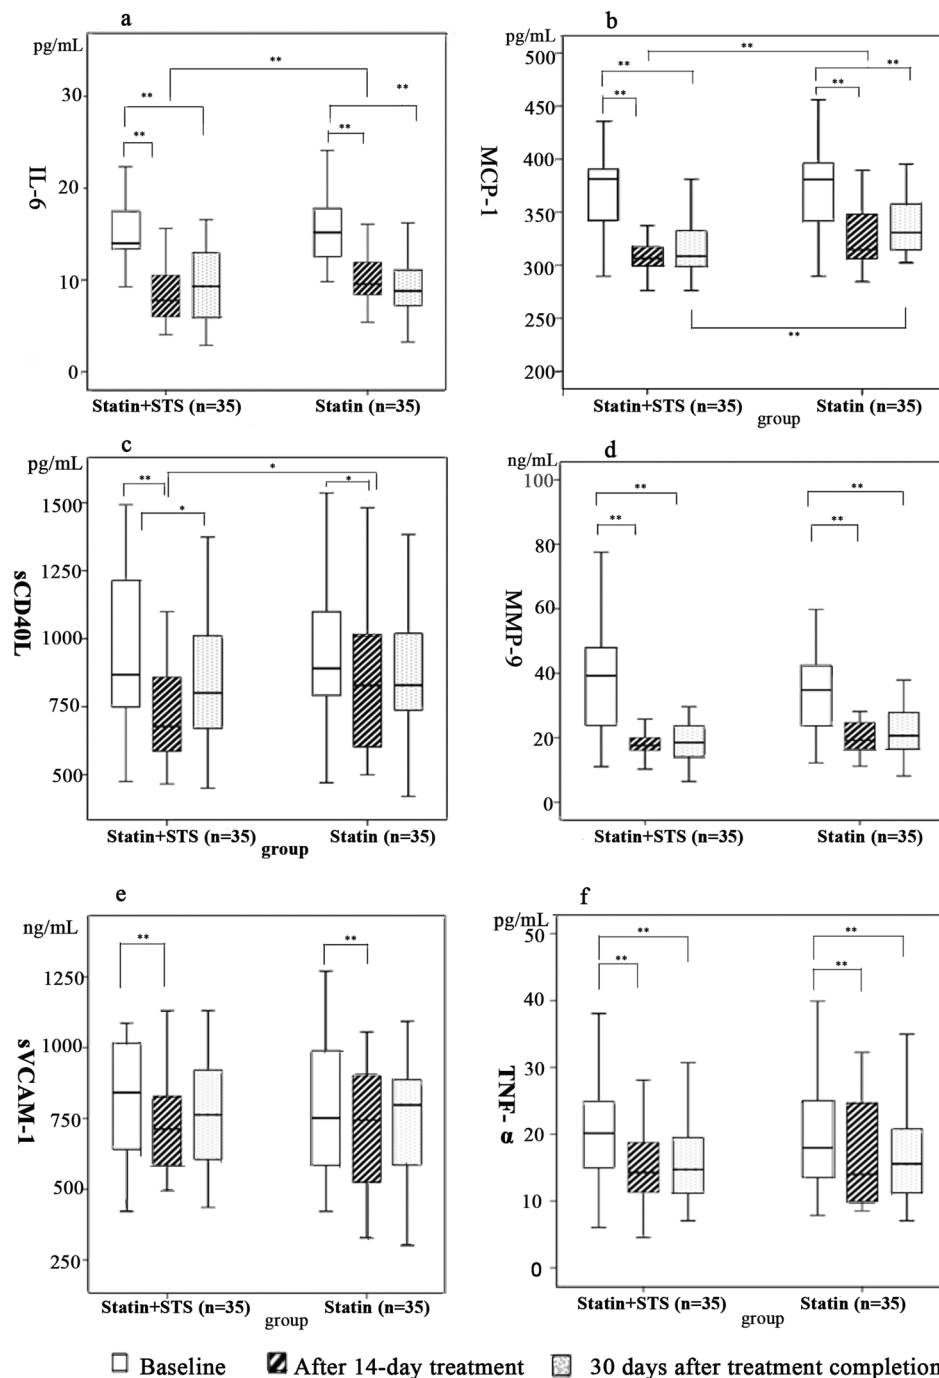 a
pg/mL
**
**
**
**
**
30
20
10
0
IL-6
Statin+STS (n=35)
Statin (n=35)
b
pg/mL
**
**
**
**
**
**
500
450
400
350
300
250
200
MCP-1
Statin+STS (n=35)
Statin (n=35)
group
c
pg/mL
*
**
*
*
1500
1250
1000
750
500
sCD40L
Statin+STS (n=35)
Statin (n=35)
group
d
ng/mL
**
**
**
**
100
80
60
40
20
0
MMP-9
Statin+STS (n=35)
Statin (n=35)
e
ng/mL
**
**
1250
1000
750
500
250
sVCAM-1
Statin+STS (n=35)
Statin (n=35)
group
f
pg/mL
**
**
**
**
50
40
30
20
10
0
TNF-
α
Statin+STS (n=35)
Statin (n=35)
group
Baseline
After 14-day treatment
30 days after treatment completion